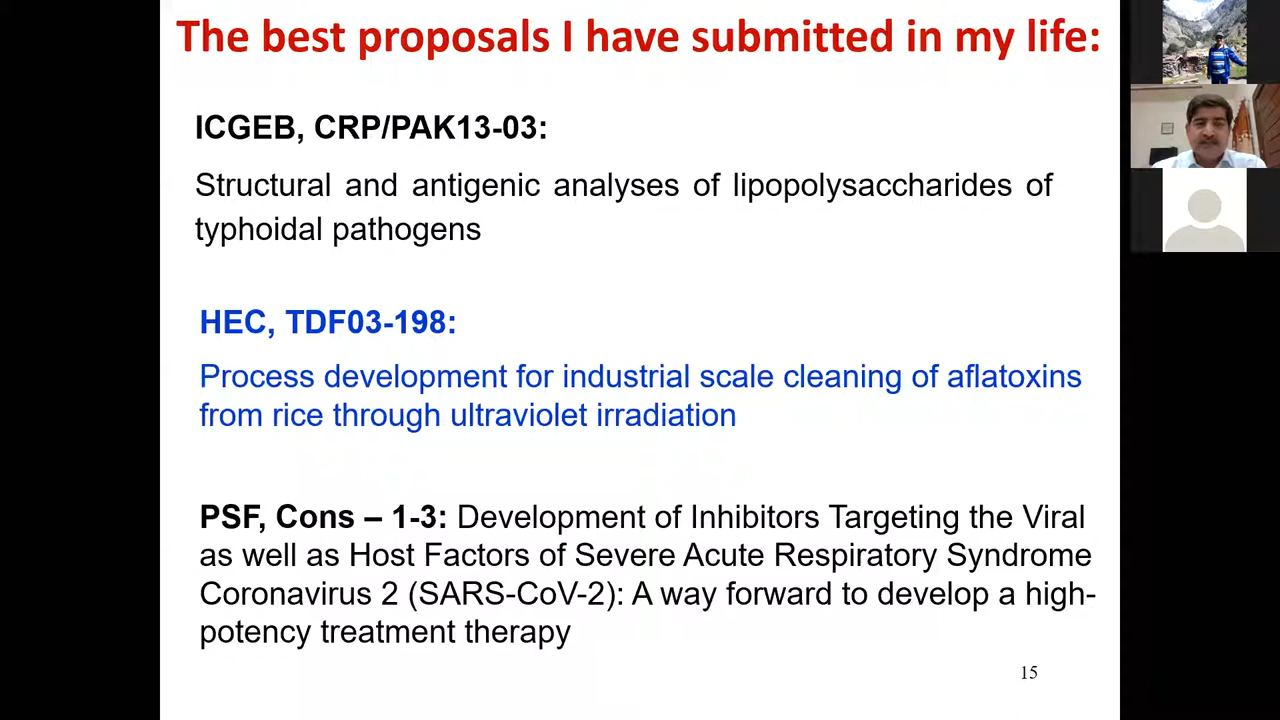 The best proposals I have submitted in my life:
ICGEB, CRP/PAK13-03:
Structural and antigenic analyses of lipopolysaccharides of
typhoidal pathogens
HEC, TDF03-198:
Process development for industrial scale cleaning of aflatoxins
from rice through ultraviolet irradiation
PSF, Cons – 1-3: Development of Inhibitors Targeting the Viral
as well as Host Factors of Severe Acute Respiratory Syndrome
Coronavirus 2 (SARS-CoV-2): A way forward to develop a high-
potency treatment therapy
15